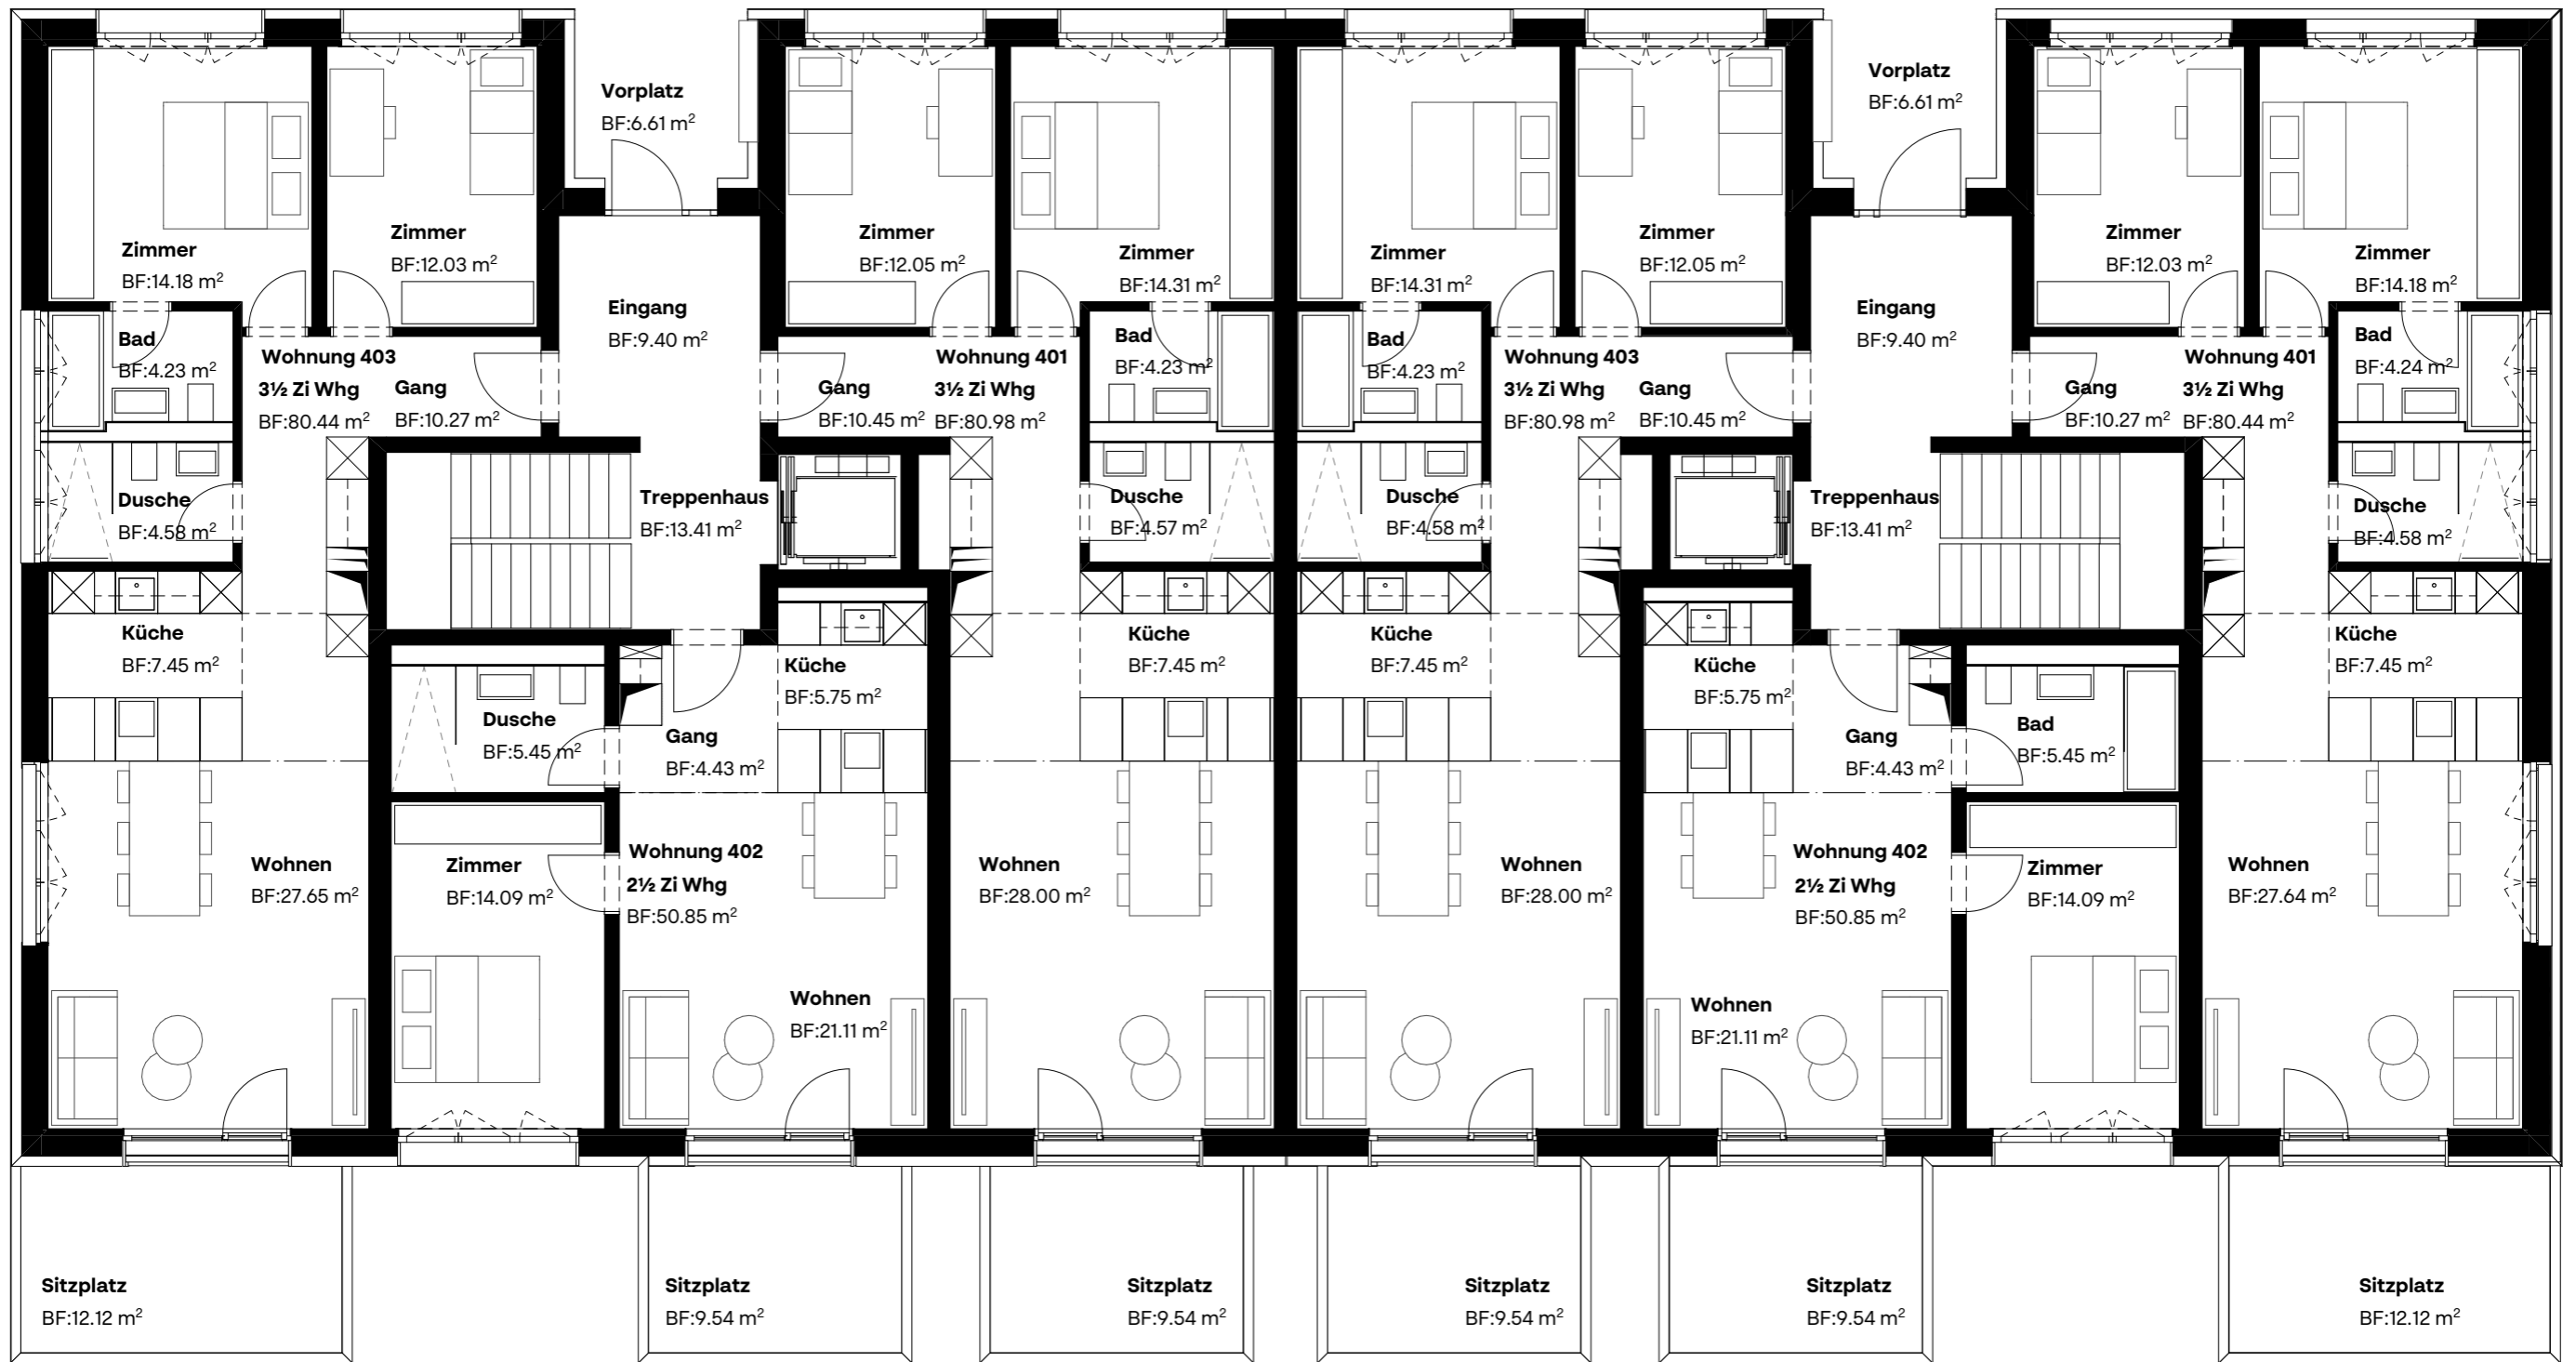 Vorplatz
BF:6.61 m²
Vorplatz
BF:6.61 m²
Zimmer
BF:14.18 m²
Zimmer
BF:12.03 m²
Zimmer
BF:12.05 m²
Zimmer
BF:14.31 m²
Zimmer
BF:14.31 m²
Zimmer
BF:12.05 m²
Zimmer
BF:12.03 m²
Zimmer
BF:14.18 m²
Eingang
BF:9.40 m²
Eingang
BF:9.40 m²
Bad
BF:4.23 m²
Wohnung 403
3½ Zi Whg
BF:80.44 m²
Gang
BF:10.27 m²
Gang
BF:10.45 m²
Wohnung 401
3½ Zi Whg
BF:80.98 m²
Bad
BF:4.23 m²
Bad
BF:4.23 m²
Wohnung 403
3½ Zi Whg
BF:80.98 m²
Gang
BF:10.45 m²
Gang
BF:10.27 m²
Wohnung 401
3½ Zi Whg
BF:80.44 m²
Bad
BF:4.24 m²
Dusche
BF:4.58 m²
Treppenhaus
BF:13.41 m²
Dusche
BF:4.57 m²
Dusche
BF:4.58 m²
Treppenhaus
BF:13.41 m²
Dusche
BF:4.58 m²
Küche
BF:7.45 m²
Küche
BF:5.75 m²
Küche
BF:7.45 m²
Küche
BF:7.45 m²
Küche
BF:5.75 m²
Küche
BF:7.45 m²
Dusche
BF:5.45 m²
Gang
BF:4.43 m²
Gang
BF:4.43 m²
Bad
BF:5.45 m²
Wohnen
BF:27.65 m²
Zimmer
BF:14.09 m²
Wohnung 402
2½ Zi Whg
BF:50.85 m²
Wohnen
BF:28.00 m²
Wohnen
BF:28.00 m²
Wohnung 402
2½ Zi Whg
BF:50.85 m²
Zimmer
BF:14.09 m²
Wohnen
BF:27.64 m²
Wohnen
BF:21.11 m²
Wohnen
BF:21.11 m²
Sitzplatz
BF:12.12 m²
Sitzplatz
BF:9.54 m²
Sitzplatz
BF:9.54 m²
Sitzplatz
BF:9.54 m²
Sitzplatz
BF:9.54 m²
Sitzplatz
BF:12.12 m²